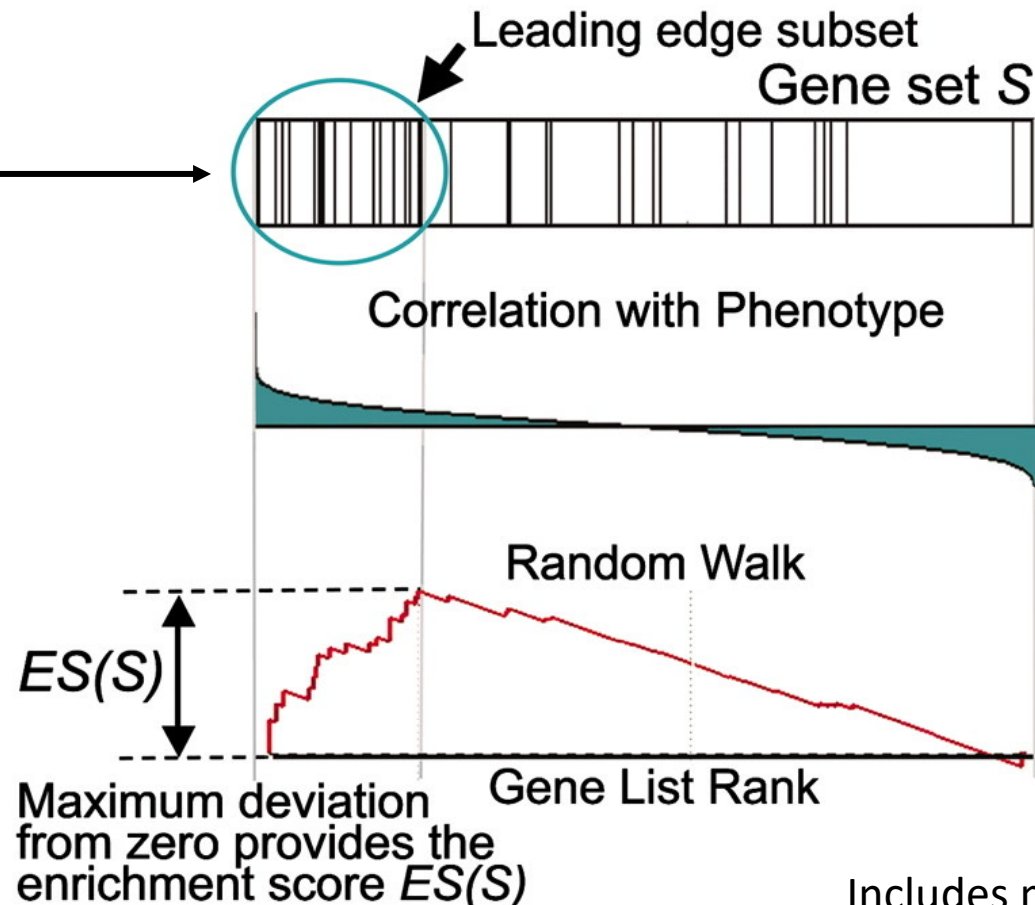 Leading edge subset
Gene set S
Correlation with Phenotype
Random Walk
ES(S)
Gene List Rank
Maximum deviation
from zero provides the
enrichment score ES(S)
Includes